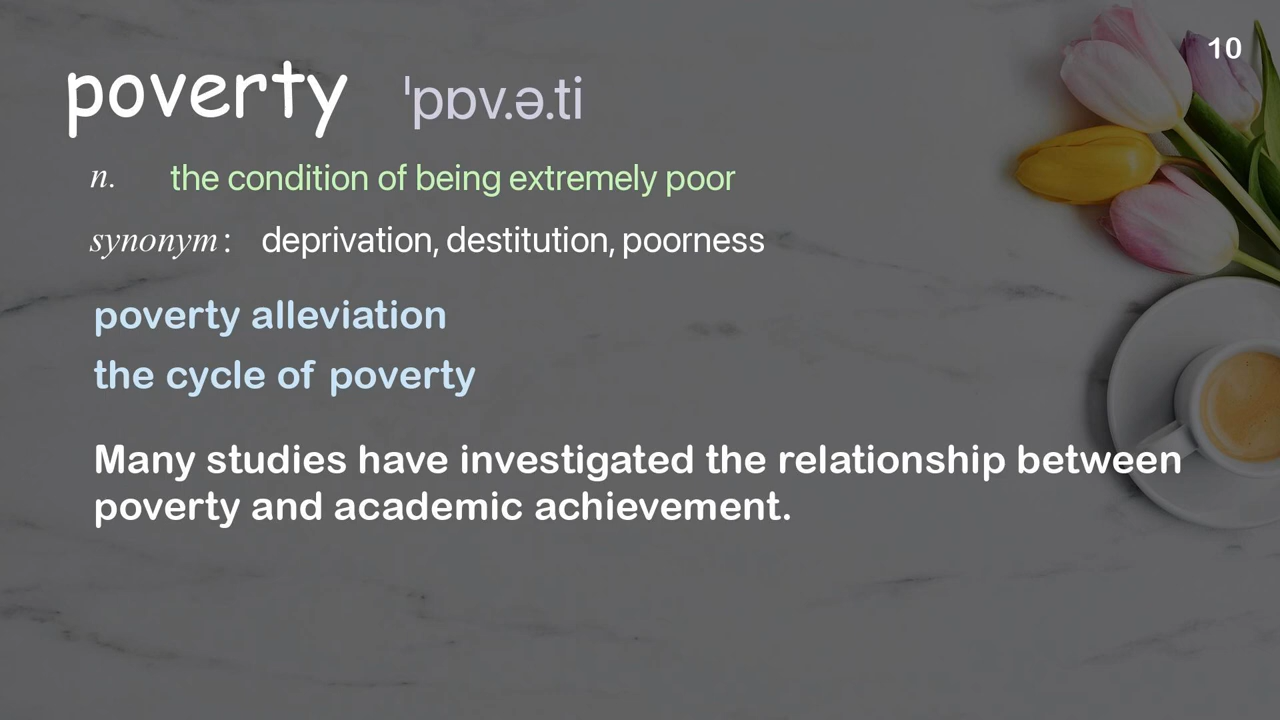 10
poverty ˈpɒv.ə.ti
n. the condition of being extremely poor
synonym: deprivation, destitution, poorness
poverty alleviation
the cycle of poverty
Many studies have investigated the relationship between
poverty and academic achievement.